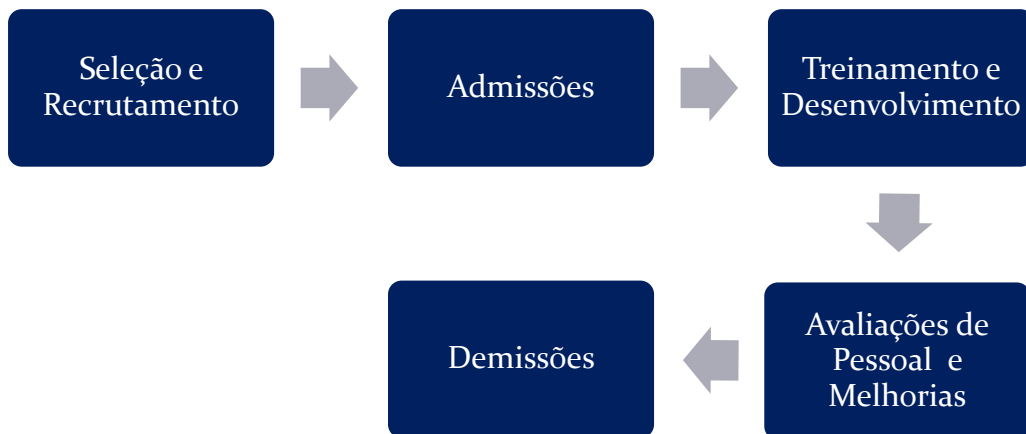 Seleção e
Recrutamento
Admissões
Treinamento e
Desenvolvimento
Avaliações de
Pessoal e
Melhorias
Demissões